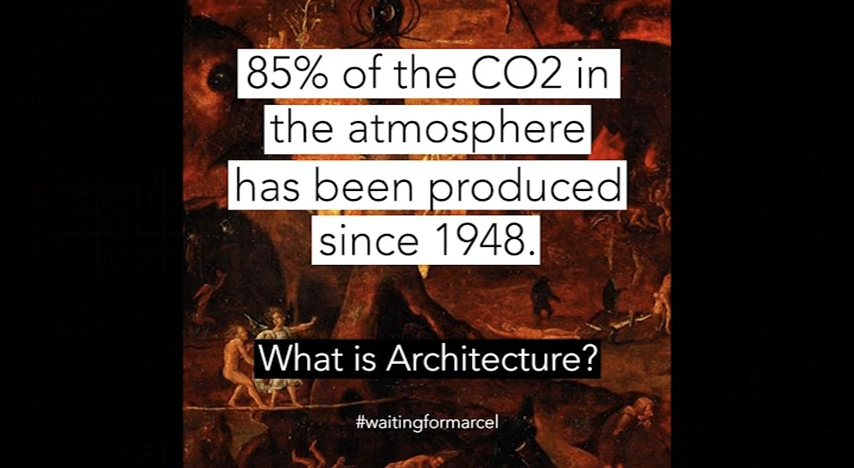 85% of the CO2 in
the atmosphere
has been produced
since 1948.
What is Architecture?
#waitingformarcel